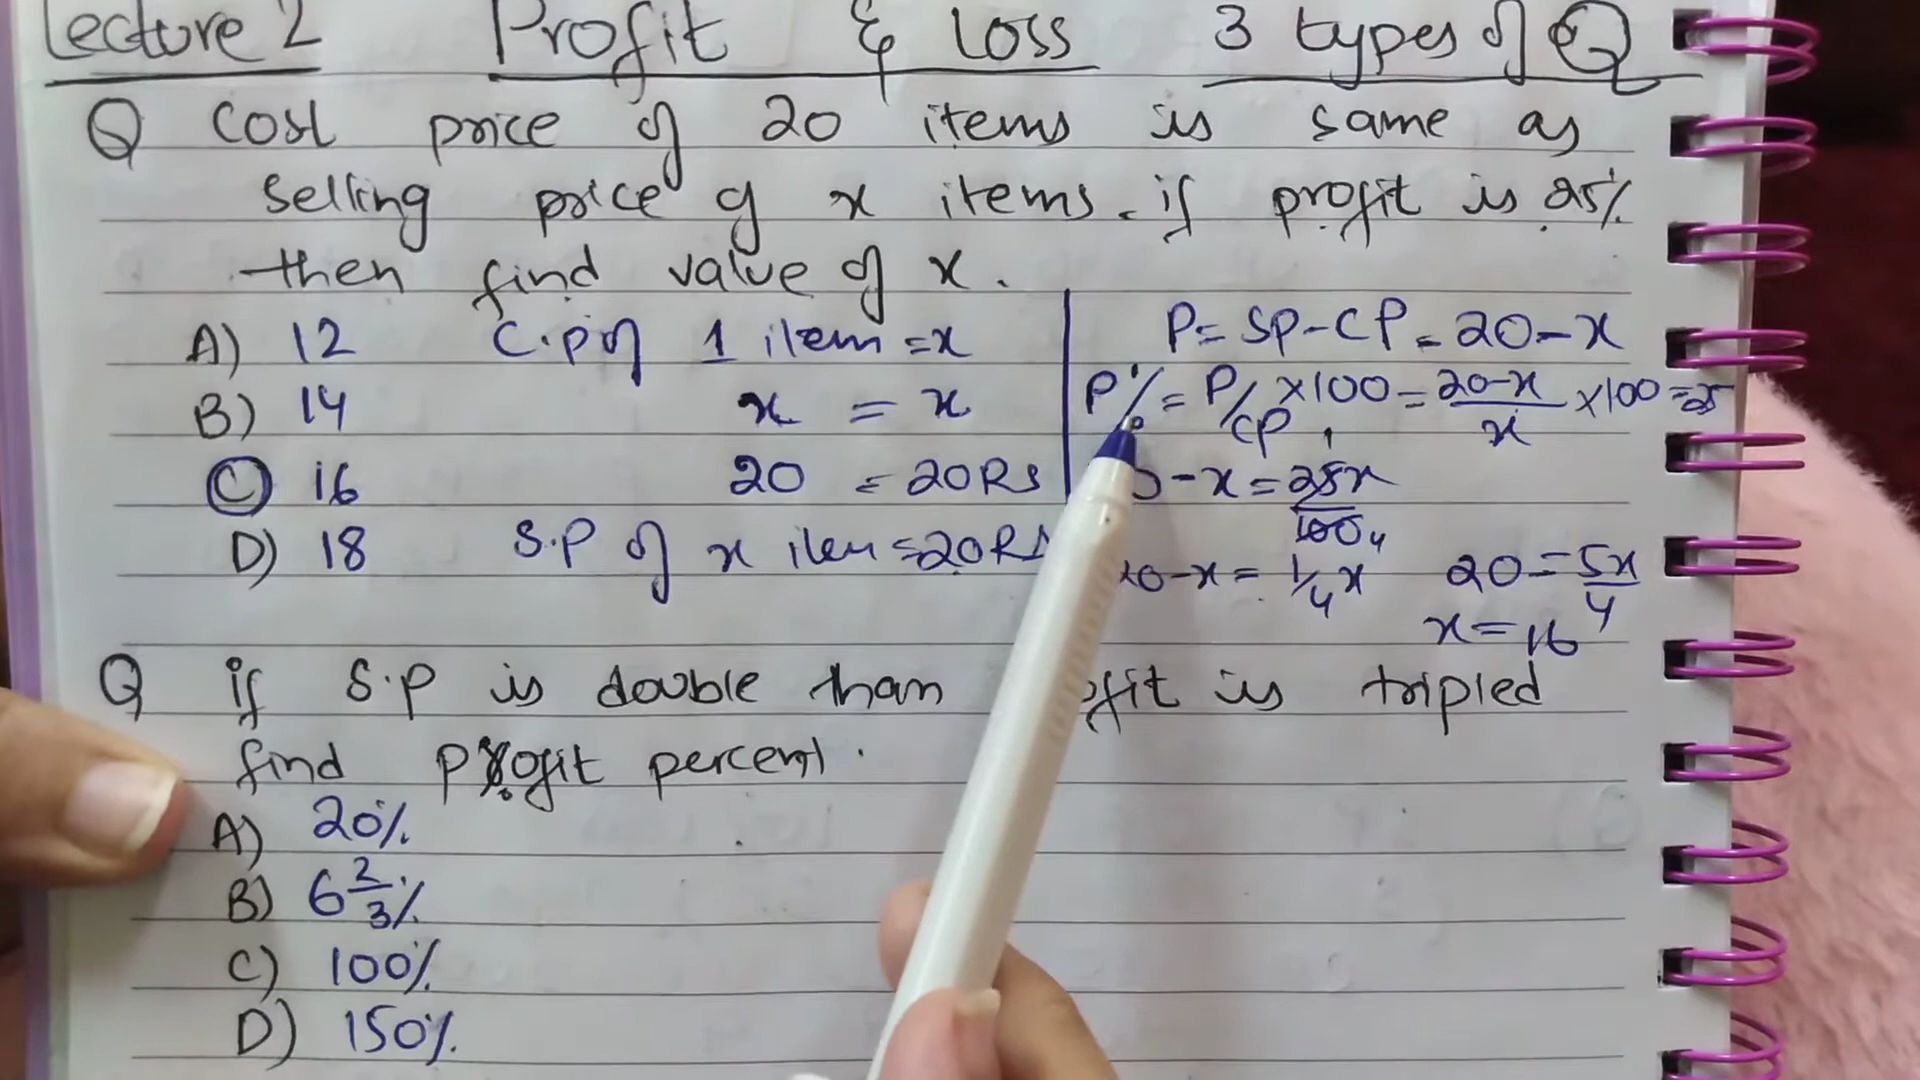 Lecture 2 Profit & Loss 3 types of Q
Q Cost price of 20 items is same as
selling price of x items. if profit is 25%
then find value of x.
A) 12 C.P of 1 item = x
B) 14 x = x
C) 16 20 = 20Rs
D) 18 S.P of x item = 20Rs
P = SP - CP = 20 - x
P% = P/CP x 100 = 20-x/x x 100 = 25
- x = 25x/100 1 4
20 - x = 1/4 x 20 = 5x/4
x = 16
Q if S.P is double than is tripled
find profit percent.
A) 20%
B) 6 2/3 %
C) 100%
D) 150%